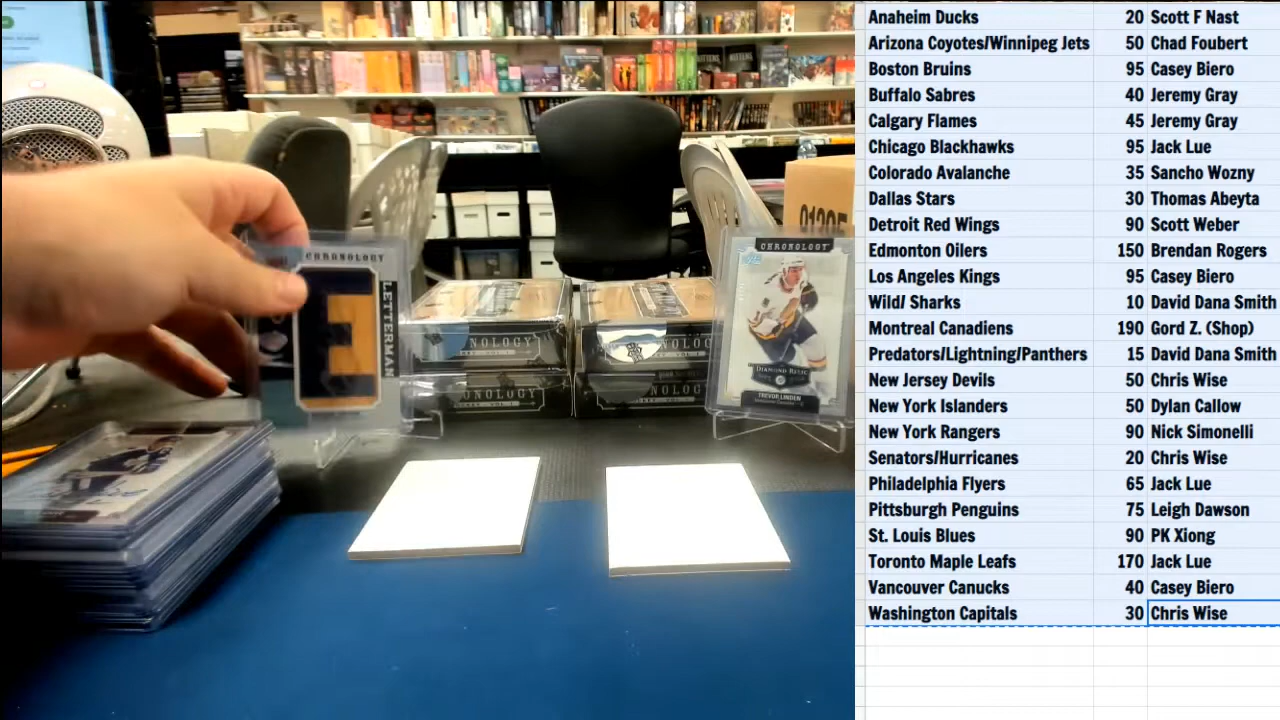 Anaheim Ducks 20 Scott F Nast
Arizona Coyotes/Winnipeg Jets 50 Chad Foubert
Boston Bruins 95 Casey Biero
Buffalo Sabres 40 Jeremy Gray
Calgary Flames 45 Jeremy Gray
Chicago Blackhawks 95 Jack Lue
Colorado Avalanche 35 Sancho Wozny
Dallas Stars 30 Thomas Abeyta
Detroit Red Wings 90 Scott Weber
Edmonton Oilers 150 Brendan Rogers
Los Angeles Kings 95 Casey Biero
Wild/ Sharks 10 David Dana Smith
Montreal Canadiens 190 Gord Z. (Shop)
Predators/Lightning/Panthers 15 David Dana Smith
New Jersey Devils 50 Chris Wise
New York Islanders 50 Dylan Callow
New York Rangers 90 Nick Simonelli
Senators/Hurricanes 20 Chris Wise
Philadelphia Flyers 65 Jack Lue
Pittsburgh Penguins 75 Leigh Dawson
St. Louis Blues 90 PK Xiong
Toronto Maple Leafs 170 Jack Lue
Vancouver Canucks 40 Casey Biero
Washington Capitals 30 Chris Wise
CHRONOLOGY
LETTERMAN
E
CHRONOLOGY
DIAMOND RELIC
TREVOR LINDEN
NOLOGY
NOLOGY
ONOLOGY
ONOLOGY